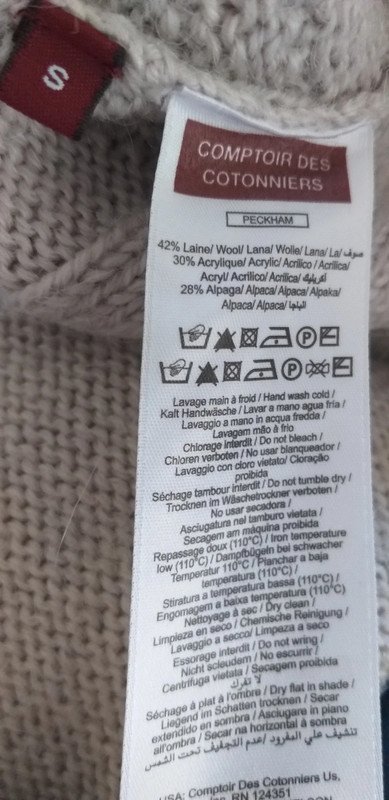 S
COMPTOIR DES
COTONNIERS
PECKHAM
42% Laine/ Wool/ Lana/ Wolle/ Lana/ La/ صوف
30% Acrylique/ Acrylic/ Acrilico / Acrilica/
Acryl/ Acrilico/ Acrilica/ أكريليك
28% Alpaga/ Alpaca/ Alpaca/ Alpaka/
Alpaca/ Alpaca/ الباجا
P
P
Lavage main à froid / Hand wash cold /
Kalt Handwäsche / Lavar a mano agua fria /
Lavaggio a mano in acqua fredda /
Lavagem mão à frio
Chlorage interdit / Do not bleach /
Chloren verboten / No usar blanqueador /
Lavaggio con cloro vietato/ Cloração
proibida
Séchage tambour interdit / Do not tumble dry /
Trocknen im Wäschetrockner verboten /
No usar secadora /
Asciugatura nel tamburo vietata /
Secagem am máquina proibida
Repassage doux (110°C) / Iron temperature
low (110°C) / Dampfbügeln bei schwacher
Temperatur 110°C / Planchar a baja
temperatura (110°C) /
Stiratura a temperatura bassa (110°C) /
Engomagem a baixa temperatura (110°C)
Nettoyage à sec / Dry clean /
Limpieza en seco / Chemische Reinigung /
Lavaggio a secco/ Limpeza a seco
Essorage interdit / Do not wring /
Nicht schleudern / No escurrir /
Centrifuga vietata / Secagem proibida
لا تفرك
Séchage à plat à l'ombre / Dry flat in shade /
Liegend im Schatten trocknen / Secar
extendido en sombra / Asciugare in piano
all'ombra / Secar na horizontal à sombra
تنشيف علي المفرود / عدم التجفيف تحت الشمس
USA: Comptoir Des Cotonniers Us,
RN 124351